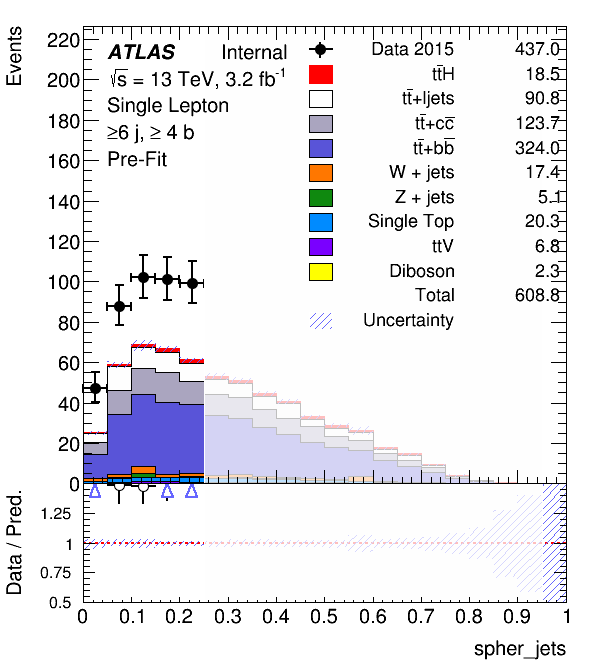 Events
220
200
180
160
140
120
100
80
60
40
20
0
ATLAS Internal
√s = 13 TeV, 3.2 fb⁻¹
Single Lepton
≥6 j, ≥ 4 b
Pre-Fit
Data 2015 437.0
tt̄H 18.5
tt̄+ljets 90.8
tt̄+cc̄ 123.7
tt̄+bb̄ 324.0
W + jets 17.4
Z + jets 5.1
Single Top 20.3
ttV 6.8
Diboson 2.3
Total 608.8
Uncertainty
Data / Pred.
1.25
1
0.75
0.5
0 0.1 0.2 0.3 0.4 0.5 0.6 0.7 0.8 0.9 1
spher_jets